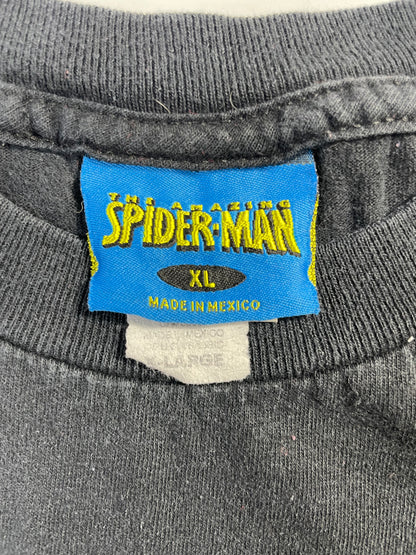 THE AMAZING
SPIDER-MAN
XL
MADE IN MEXICO
X-LARGE